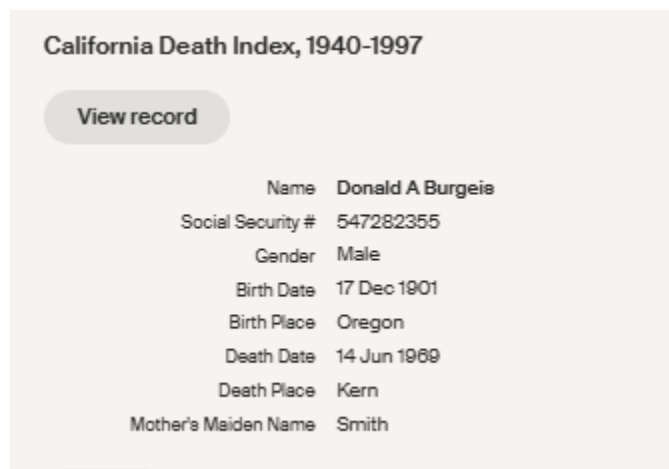 California Death Index, 1940-1997
View record
Name Donald A Burgeis
Social Security # 547282355
Gender Male
Birth Date 17 Dec 1901
Birth Place Oregon
Death Date 14 Jun 1969
Death Place Kern
Mother's Maiden Name Smith